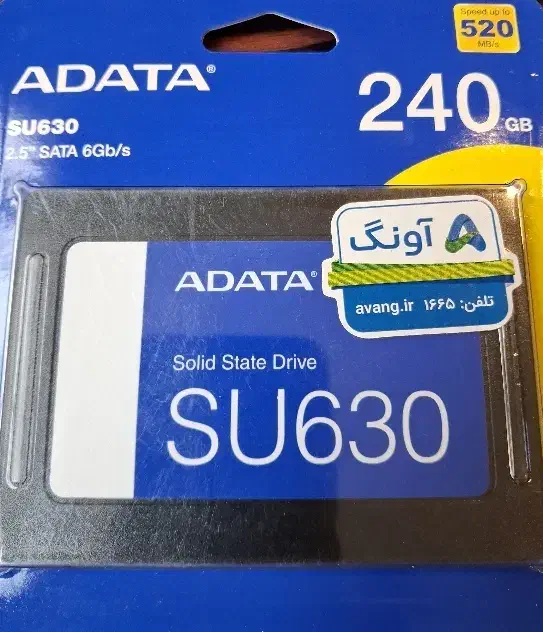 Speed up to
520
MB/s
ADATA®
240 GB
SU630
2.5" SATA 6Gb/s
آونگ
تلفن: ۱۶۶۵ avang.ir
ADATA®
Solid State Drive
SU630